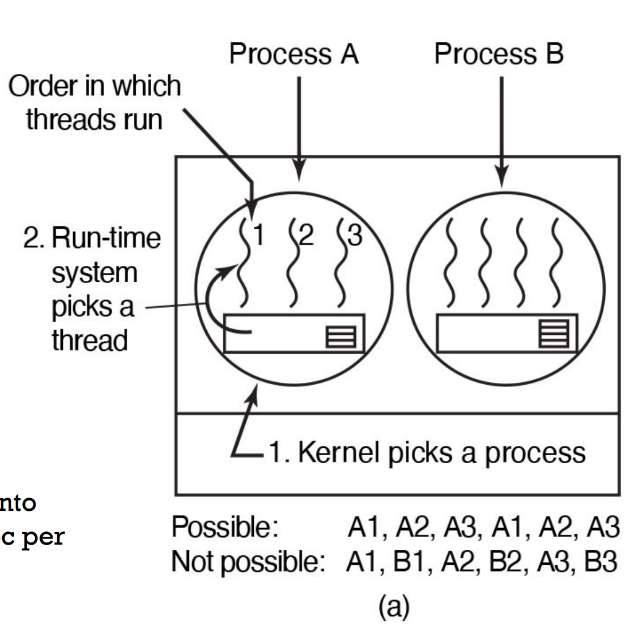 Process A
Process B
Order in which
threads run
1
2
3
2. Run-time
system
picks a
thread
1. Kernel picks a process
nto
c per
Possible: A1, A2, A3, A1, A2, A3
Not possible: A1, B1, A2, B2, A3, B3
(a)